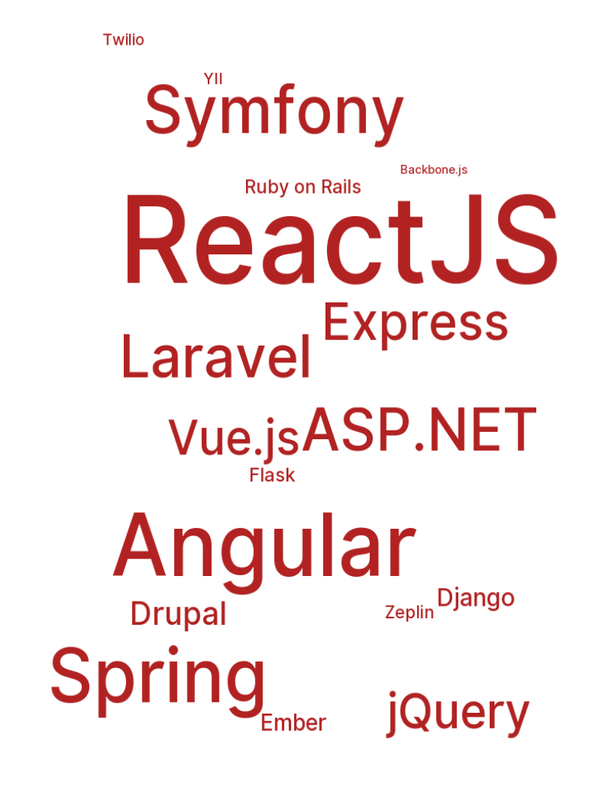 Twilio
YII
Symfony
Backbone.js
Ruby on Rails
ReactJS
Express
Laravel
Vue.js
ASP.NET
Flask
Angular
Django
Zeplin
Drupal
Spring
jQuery
Ember